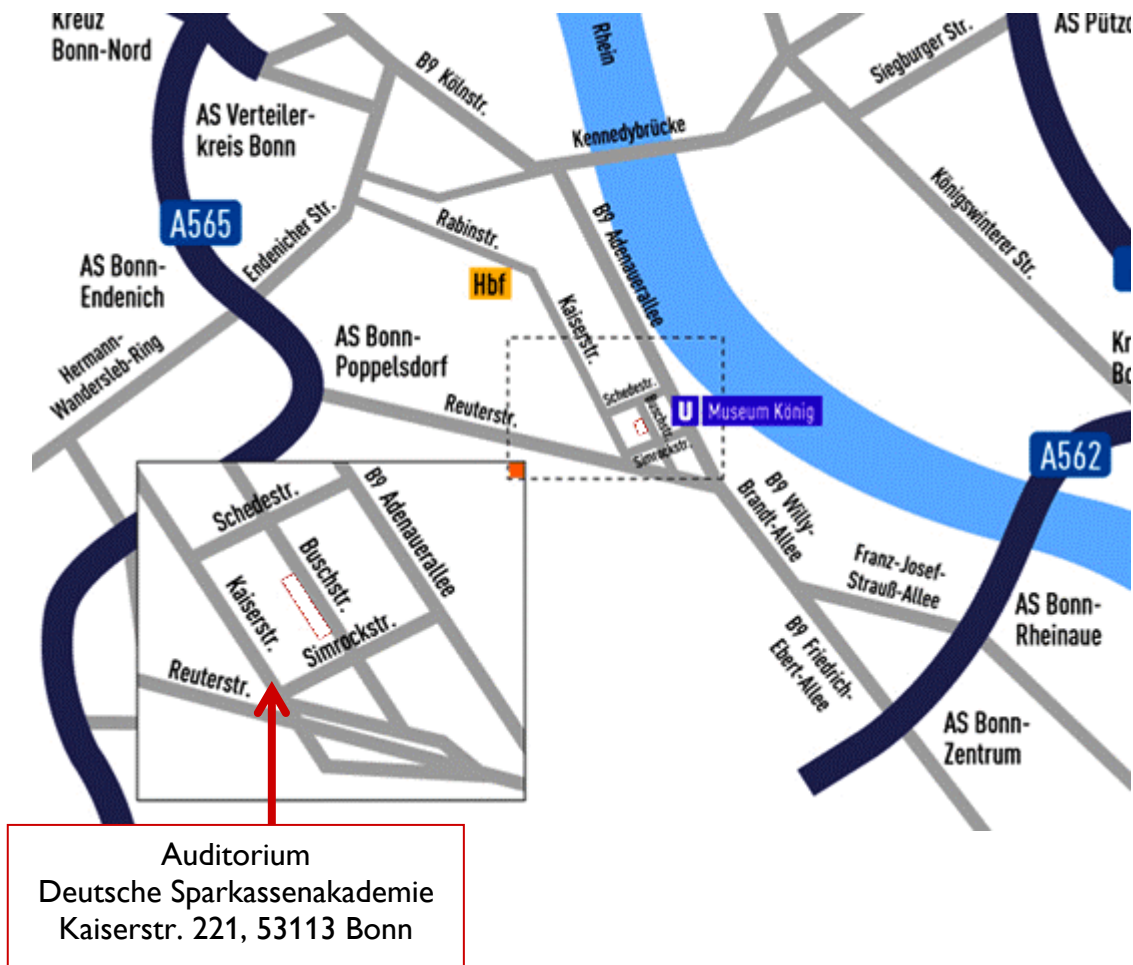 Kreuz
Bonn-Nord
B9 Kölnstr.
Rhein
Siegburger Str.
AS Verteiler-
kreis Bonn
Kennedybrücke
A565
Endenicher Str.
Rabinstr.
B9 Adenauerallee
Königswinterer Str.
AS Bonn-
Endenich
Hbf
Kaiserstr.
Hermann-
Wandersleb-Ring
AS Bonn-
Poppelsdorf
Reuterstr.
Schedestr.
Buschstr.
Simrockstr.
U Museum König
A562
B9 Willy-
Brandt-Allee
Franz-Josef-
Strauß-Allee
AS Bonn-
Rheinaue
B9 Friedrich-
Ebert-Allee
AS Bonn-
Zentrum
Schedestr.
B9 Adenauerallee
Buschstr.
Kaiserstr.
Simrockstr.
Reuterstr.
Auditorium
Deutsche Sparkassenakademie
Kaiserstr. 221, 53113 Bonn